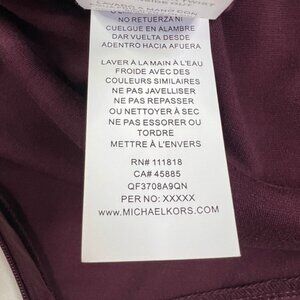 NO RETUERZA NI
CUELGUE EN ALAMBRE
DAR VUELTA DESDE
ADENTRO HACIA AFUERA
LAVER À LA MAIN À L'EAU
FROIDE AVEC DES
COULEURS SIMILAIRES
NE PAS JAVELLISER
NE PAS REPASSER
OU NETTOYER À SEC
NE PAS ESSORER OU
TORDRE
METTRE À L'ENVERS
RN# 111818
CA# 45885
QF3708A9QN
PER NO: XXXXX
WWW.MICHAELKORS.COM